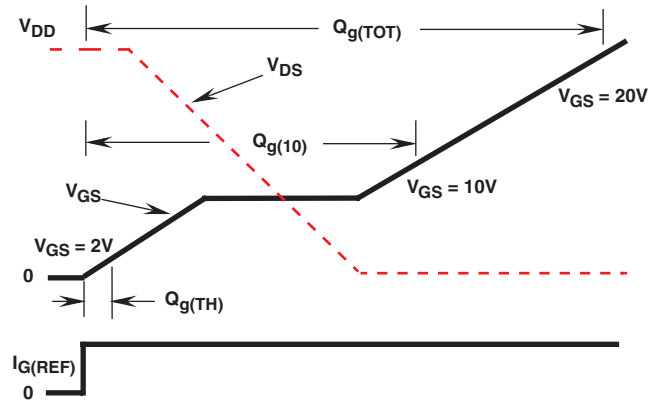 V_DD
Q_g(TOT)
V_DS
V_GS = 20V
Q_g(10)
V_GS
V_GS = 10V
V_GS = 2V
0
Q_g(TH)
I_G(REF)
0